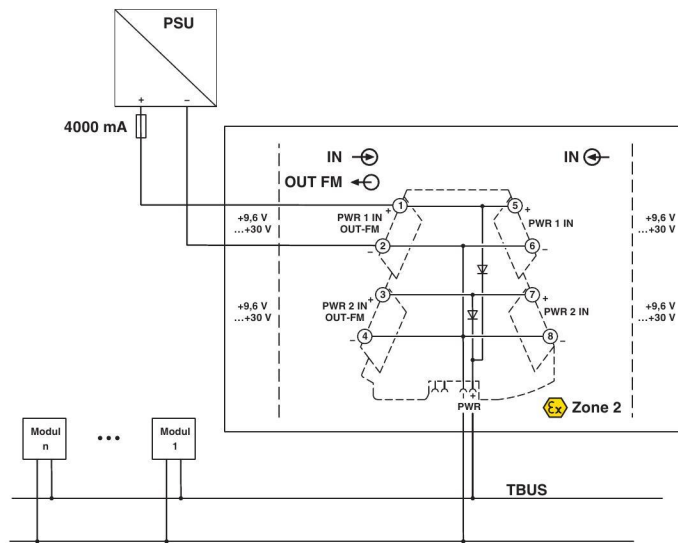 PSU
+ −
4000 mA
IN
IN
OUT FM
1
5
+9,6 V
…+30 V
PWR 1 IN
OUT-FM
+
+
PWR 1 IN
+9,6 V
…+30 V
2
6
−
−
3
7
+9,6 V
…+30 V
PWR 2 IN
OUT-FM
+
+
PWR 2 IN
+9,6 V
…+30 V
4
8
−
−
− +
PWR
Ex Zone 2
Modul
n
•••
Modul
1
TBUS